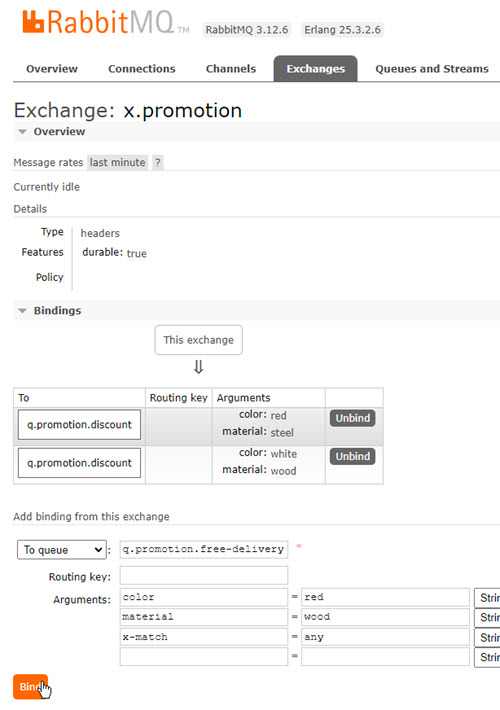 RabbitMQ TM RabbitMQ 3.12.6 Erlang 25.3.2.6
Overview Connections Channels Exchanges Queues and Streams
Exchange: x.promotion
Overview
Message rates last minute ?
Currently idle
Details
Type headers
Features durable: true
Policy
Bindings
This exchange
⇓
To Routing key Arguments
q.promotion.discount color: red Unbind
material: steel
q.promotion.discount color: white Unbind
material: wood
Add binding from this exchange
To queue : q.promotion.free-delivery *
Routing key:
Arguments: color = red Strin
material = wood Strin
x-match = any Strin
= Strin
Bind